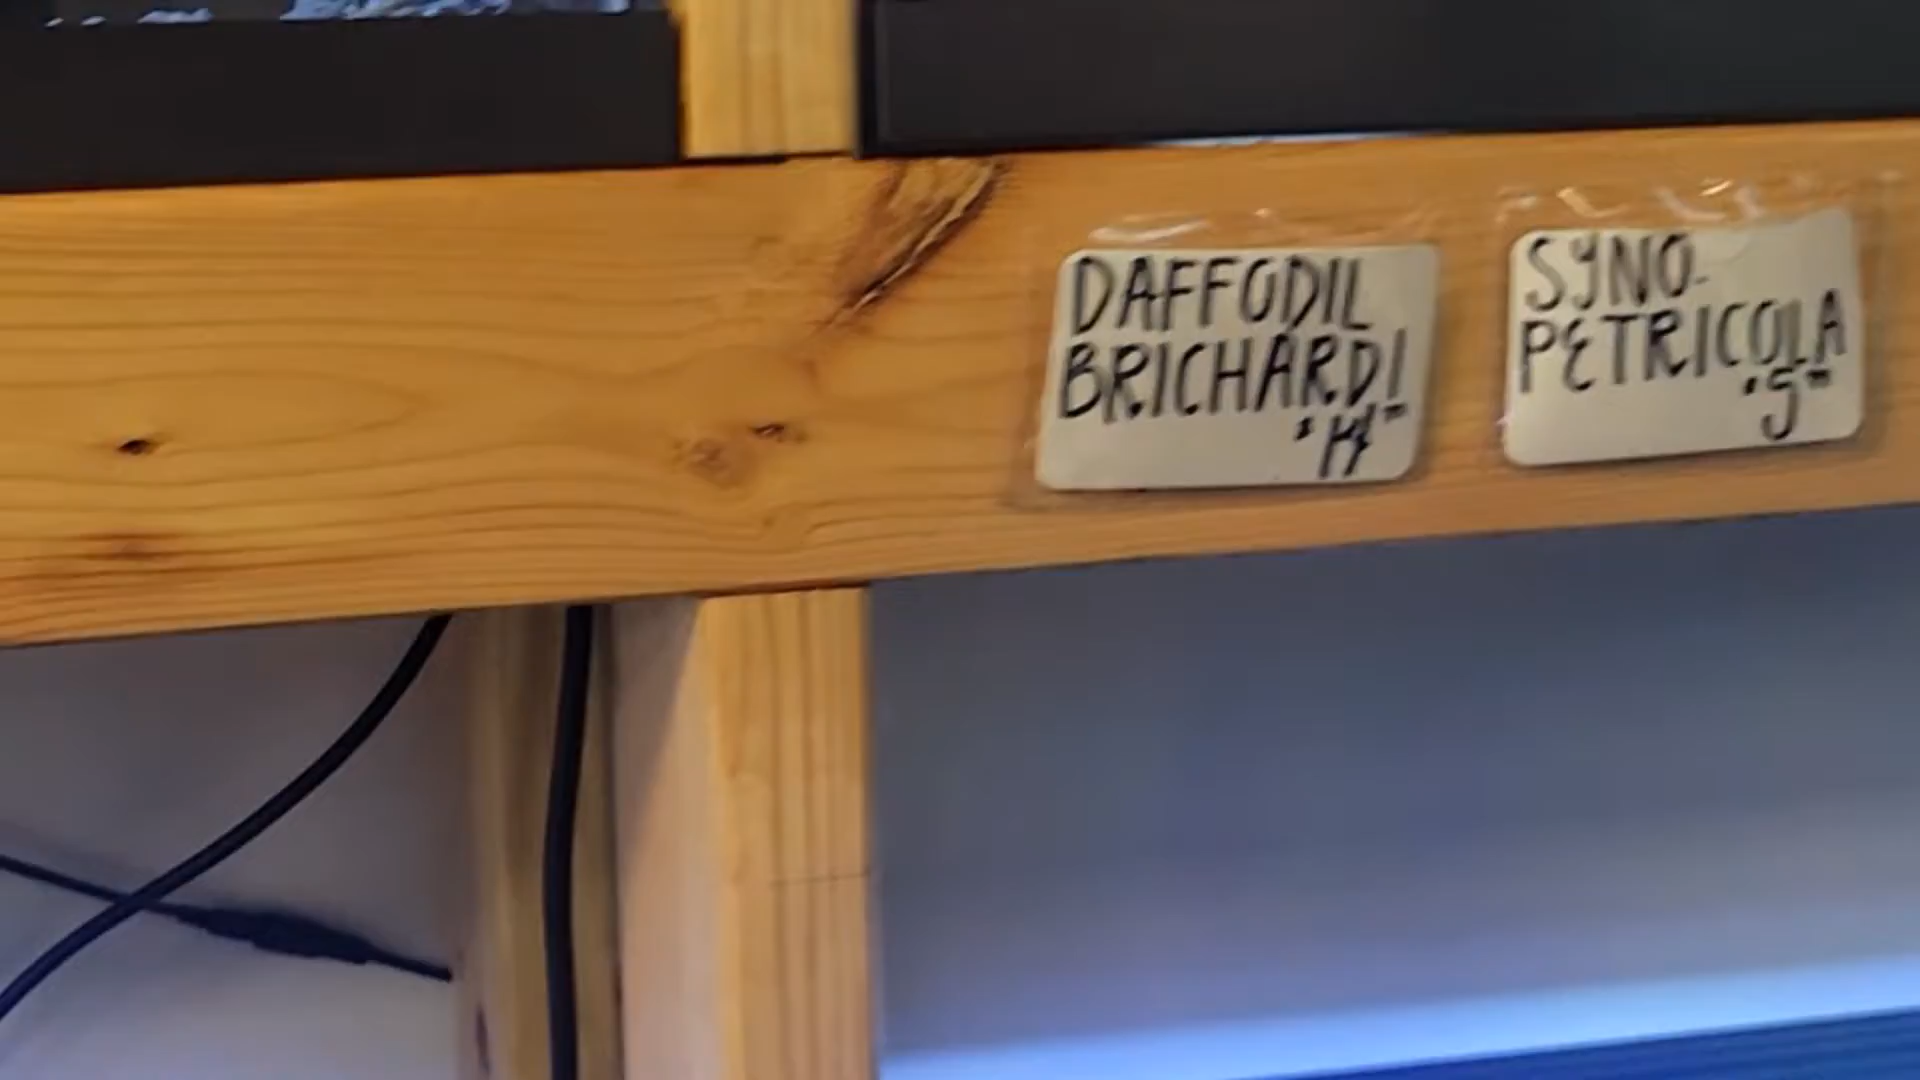 DAFFODIL
BRICHARDI
"M"
SYNO.
PETRICOLA
"S"